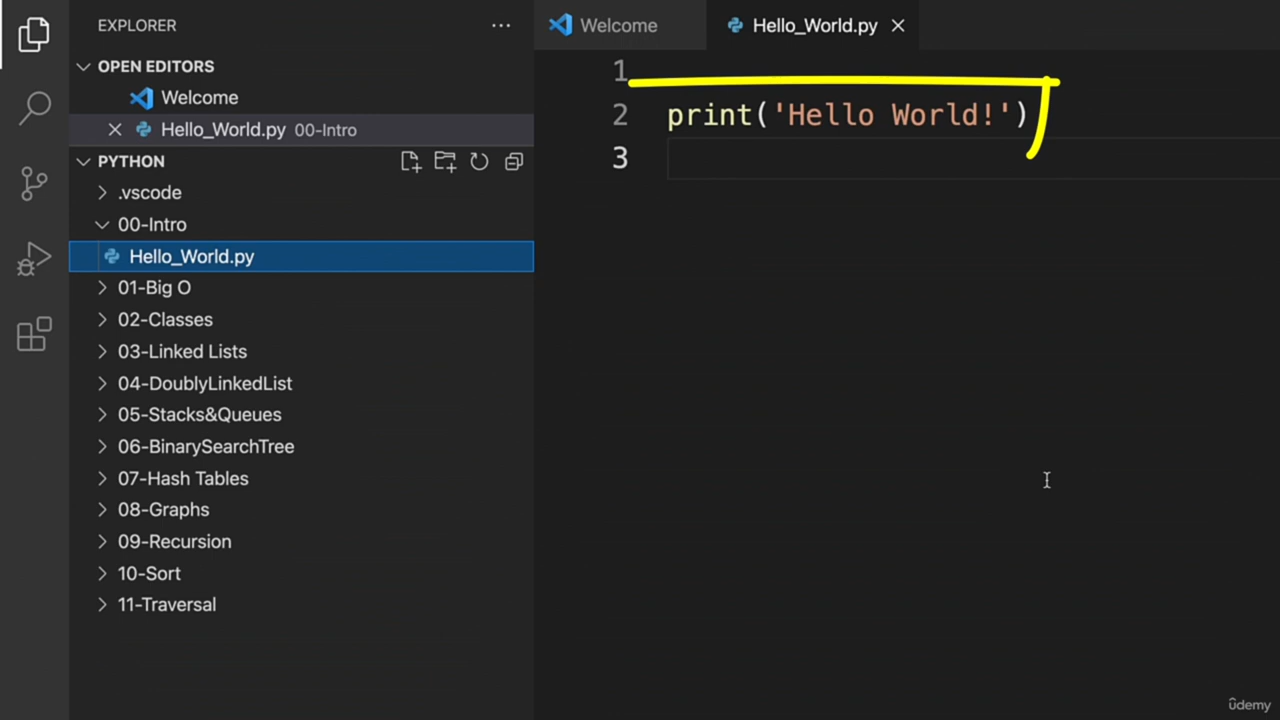 EXPLORER
OPEN EDITORS
Welcome
Hello_World.py 00-Intro
PYTHON
.vscode
00-Intro
Hello_World.py
01-Big O
02-Classes
03-Linked Lists
04-DoublyLinkedList
05-Stacks&Queues
06-BinarySearchTree
07-Hash Tables
08-Graphs
09-Recursion
10-Sort
11-Traversal
Welcome
Hello_World.py
1
2 print('Hello World!')
3
ûdemy